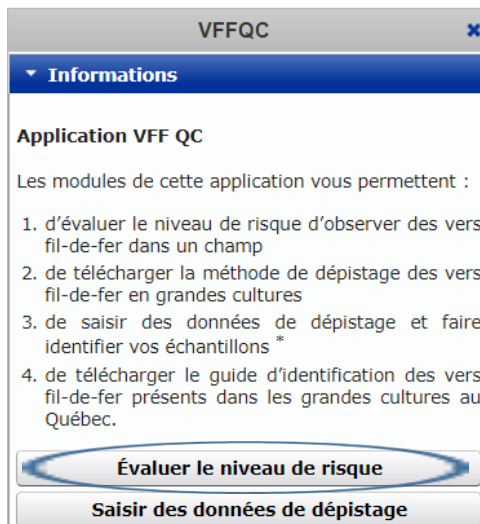 VFFQC
Informations
Application VFF QC
Les modules de cette application vous permettent :
1. d'évaluer le niveau de risque d'observer des vers
fil-de-fer dans un champ
2. de télécharger la méthode de dépistage des vers
fil-de-fer en grandes cultures
3. de saisir des données de dépistage et faire
identifier vos échantillons *
4. de télécharger le guide d'identification des vers
fil-de-fer présents dans les grandes cultures au
Québec.
Évaluer le niveau de risque
Saisir des données de dépistage